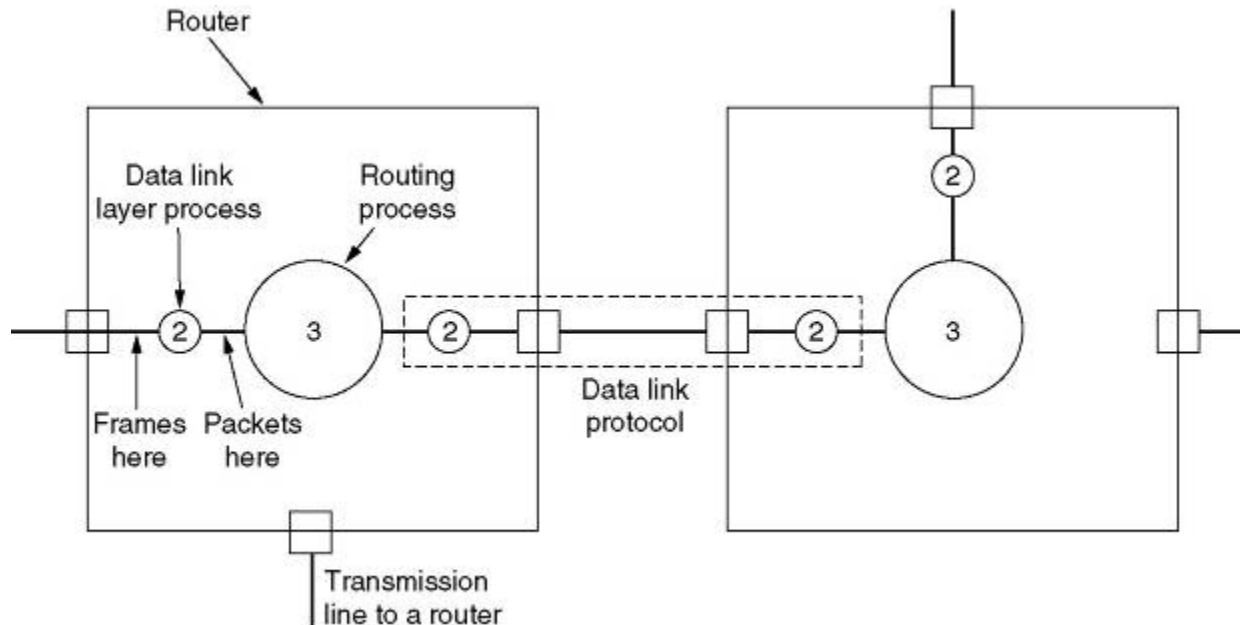 Router
Data link
layer process
Routing
process
2
2
3
2
2
3
Frames
here
Packets
here
Data link
protocol
Transmission
line to a router